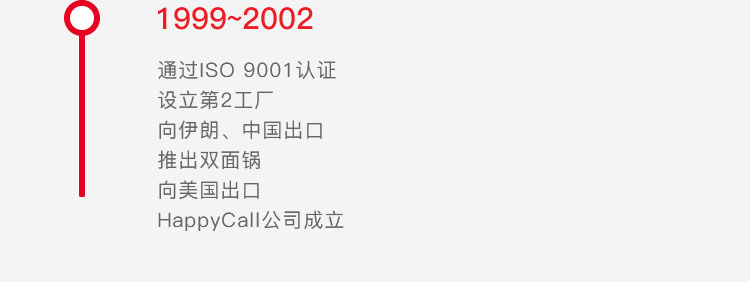 1999~2002
通过ISO 9001认证
设立第2工厂
向伊朗、中国出口
推出双面锅
向美国出口
HappyCall公司成立